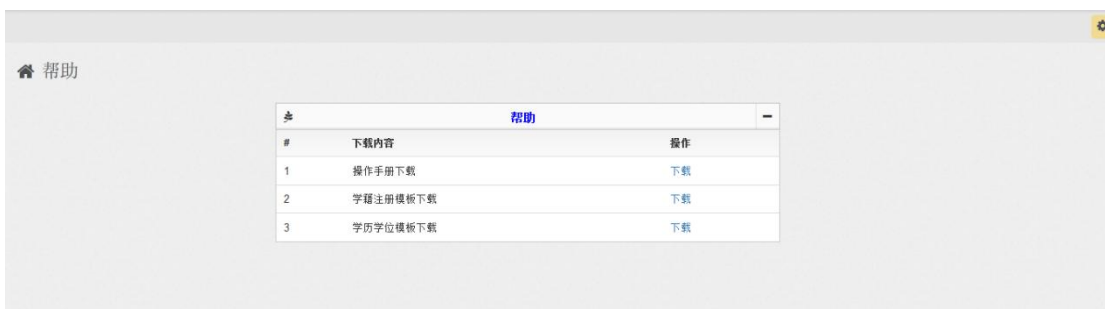 帮助
帮助
# 下载内容 操作
1 操作手册下载 下载
2 学籍注册模板下载 下载
3 学历学位模板下载 下载